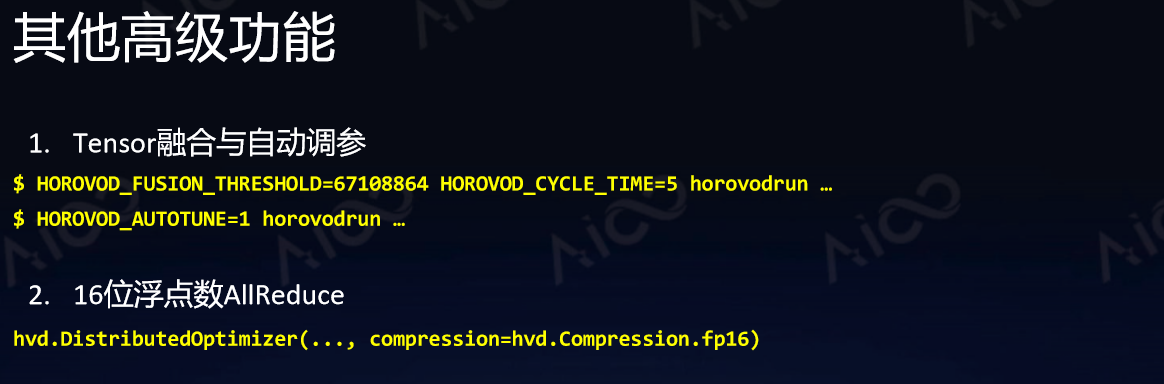 其他高级功能
1. Tensor融合与自动调参
$ HOROVOD_FUSION_THRESHOLD=67108864 HOROVOD_CYCLE_TIME=5 horovodrun …
$ HOROVOD_AUTOTUNE=1 horovodrun …
2. 16位浮点数AllReduce
hvd.DistributedOptimizer(..., compression=hvd.Compression.fp16)